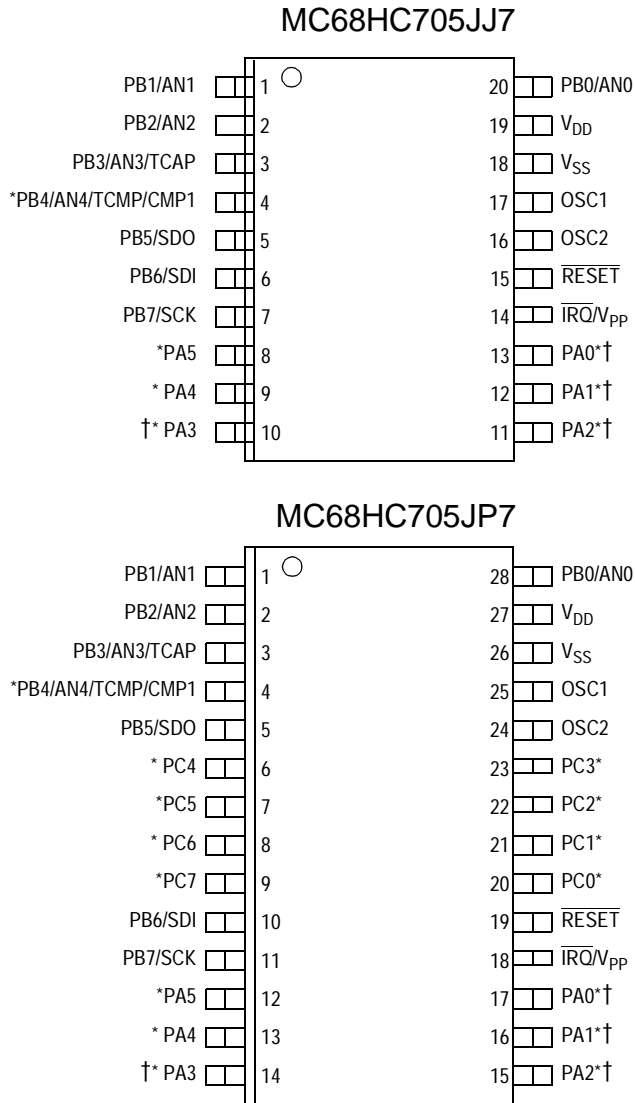 MC68HC705JJ7
PB1/AN1 1 20 PB0/AN0
PB2/AN2 2 19 VDD
PB3/AN3/TCAP 3 18 VSS
*PB4/AN4/TCMP/CMP1 4 17 OSC1
PB5/SDO 5 16 OSC2
PB6/SDI 6 15 RESET
PB7/SCK 7 14 IRQ/VPP
*PA5 8 13 PA0*†
* PA4 9 12 PA1*†
†* PA3 10 11 PA2*†
MC68HC705JP7
PB1/AN1 1 28 PB0/AN0
PB2/AN2 2 27 VDD
PB3/AN3/TCAP 3 26 VSS
*PB4/AN4/TCMP/CMP1 4 25 OSC1
PB5/SDO 5 24 OSC2
* PC4 6 23 PC3*
*PC5 7 22 PC2*
* PC6 8 21 PC1*
*PC7 9 20 PC0*
PB6/SDI 10 19 RESET
PB7/SCK 11 18 IRQ/VPP
*PA5 12 17 PA0*†
* PA4 13 16 PA1*†
†* PA3 14 15 PA2*†